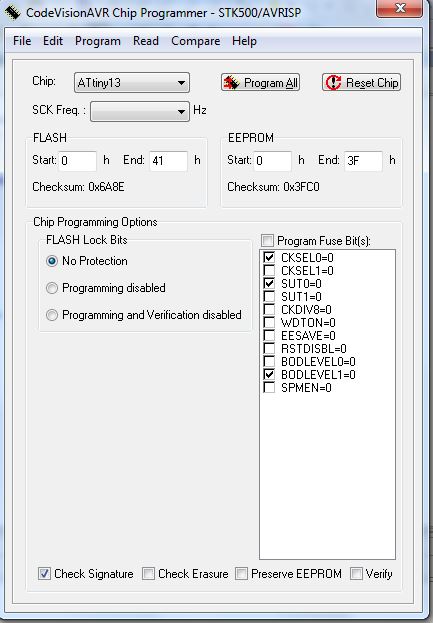 CodeVisionAVR Chip Programmer - STK500/AVRISP
File Edit Program Read Compare Help
Chip: ATtiny13 Program All Reset Chip
SCK Freq. : Hz
FLASH
Start: 0 h End: 41 h
Checksum: 0x6A8E
EEPROM
Start: 0 h End: 3F h
Checksum: 0x3FC0
Chip Programming Options
FLASH Lock Bits
No Protection
Programming disabled
Programming and Verification disabled
Program Fuse Bit(s):
CKSEL0=0
CKSEL1=0
SUT0=0
SUT1=0
CKDIV8=0
WDTON=0
EESAVE=0
RSTDISBL=0
BODLEVEL0=0
BODLEVEL1=0
SPMEN=0
Check Signature Check Erasure Preserve EEPROM Verify